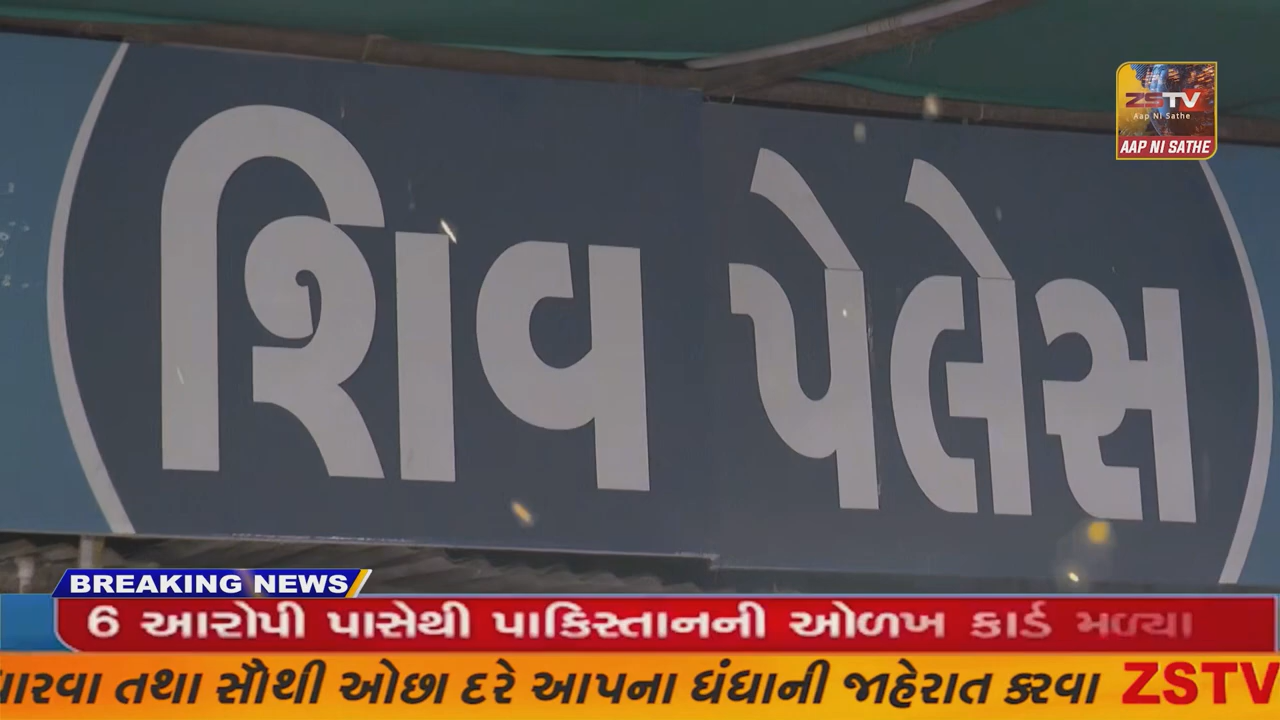 ZSTV
Aap Ni Sathe
AAP NI SATHE
શિવ પેલેસ
BREAKING NEWS
6 આરોપી પાસેથી પાકિસ્તાનની ઓળખ કાર્ડ મળ્યા
તથા સૌથી ઓછા દરે આપના ધંધાની જાહેરાત કરવા ZSTV